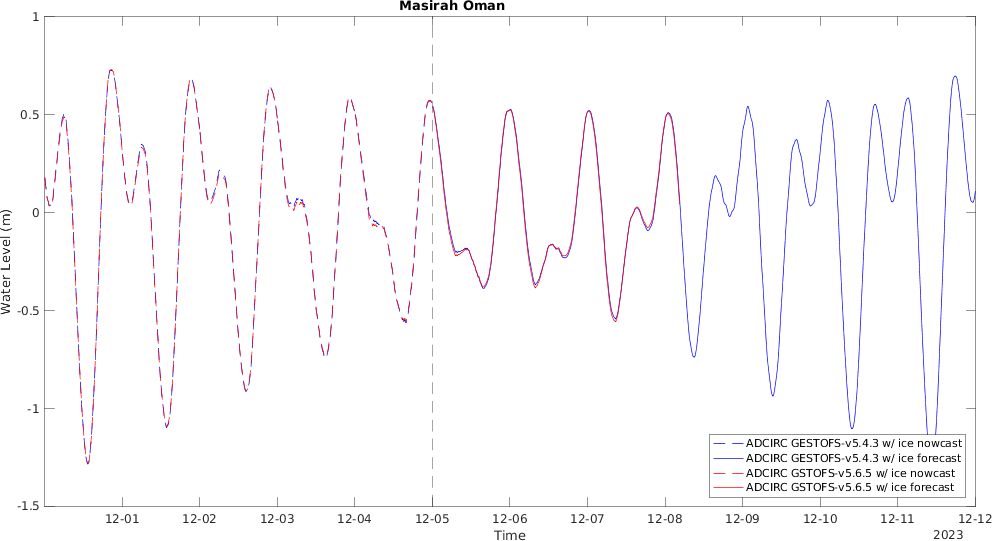 Masirah Oman
Water Level (m)
1
0.5
0
-0.5
-1
-1.5
12-01 12-02 12-03 12-04 12-05 12-06 12-07 12-08 12-09 12-10 12-11 12-12
Time
2023
ADCIRC GESTOFS-v5.4.3 w/ ice nowcast
ADCIRC GESTOFS-v5.4.3 w/ ice forecast
ADCIRC GSTOFS-v5.6.5 w/ ice nowcast
ADCIRC GSTOFS-v5.6.5 w/ ice forecast